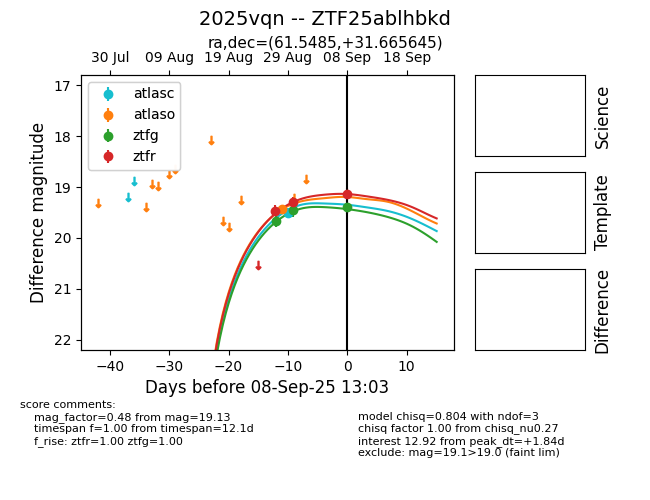 2025vqn -- ZTF25ablhbkd
ra,dec=(61.5485,+31.665645)
30 Jul 09 Aug 19 Aug 29 Aug 08 Sep 18 Sep
atlasc
atlaso
ztfg
ztfr
17
18
19
20
21
22
Difference magnitude
−40 −30 −20 −10 0 10
Days before 08-Sep-25 13:03
Science
Template
Difference
score comments:
mag_factor=0.48 from mag=19.13
timespan f=1.00 from timespan=12.1d
f_rise: ztfr=1.00 ztfg=1.00
model chisq=0.804 with ndof=3
chisq factor 1.00 from chisq_nu0.27
interest 12.92 from peak_dt=+1.84d
exclude: mag=19.1>19.0 (faint lim)